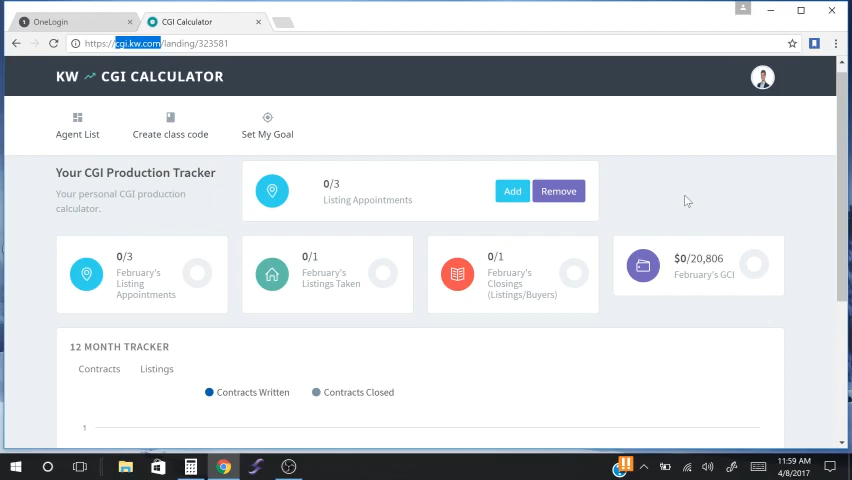 OneLogin
CGI Calculator
https://cgi.kw.com/landing/323581
KW CGI CALCULATOR
Agent List
Create class code
Set My Goal
Your CGI Production Tracker
Your personal CGI production
calculator.
0/3
Listing Appointments
Add
Remove
0/3
February's
Listing
Appointments
0/1
February's
Listings Taken
0/1
February's
Closings
(Listings/Buyers)
$0/20,806
February's GCI
12 MONTH TRACKER
Contracts
Listings
Contracts Written
Contracts Closed
1
11:59 AM
4/8/2017